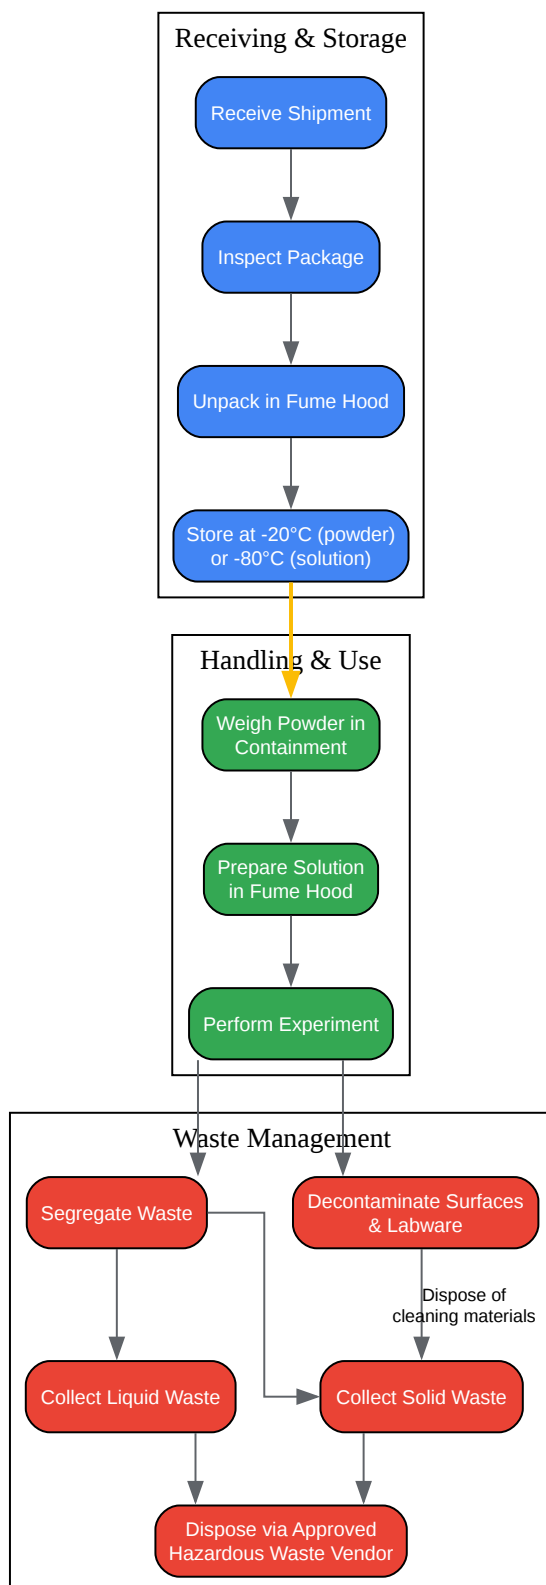 Receiving & Storage
Receive Shipment
Inspect Package
Unpack in Fume Hood
Store at -20°C (powder)
or -80°C (solution)
Handling & Use
Weigh Powder in
Containment
Prepare Solution
in Fume Hood
Perform Experiment
Waste Management
Segregate Waste
Decontaminate Surfaces
& Labware
Dispose of
cleaning materials
Collect Liquid Waste
Collect Solid Waste
Dispose via Approved
Hazardous Waste Vendor